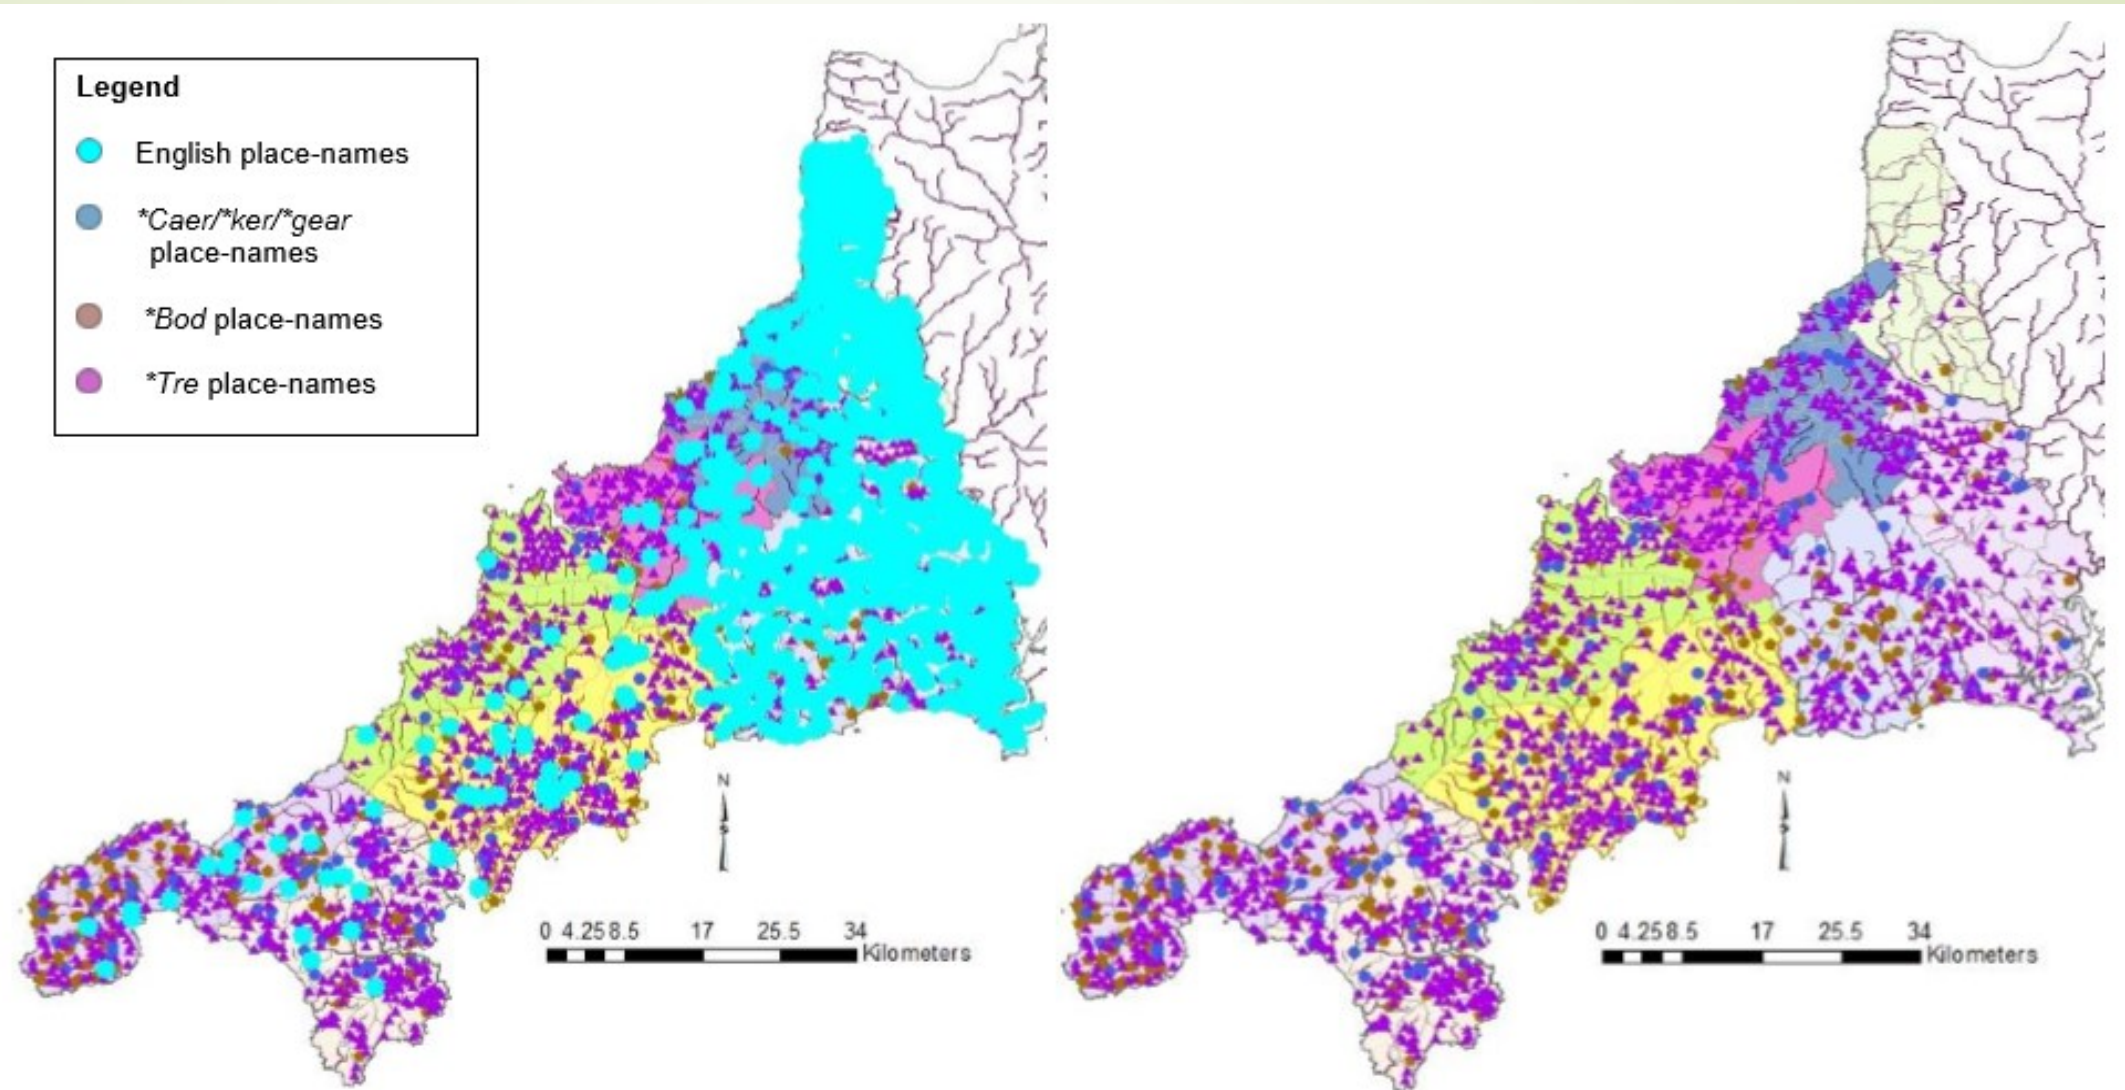 Legend
English place-names
*Caer/*ker/*gear
place-names
*Bod place-names
*Tre place-names
N
0 4.25 8.5 17 25.5 34
Kilometers
N
0 4.25 8.5 17 25.5 34
Kilometers